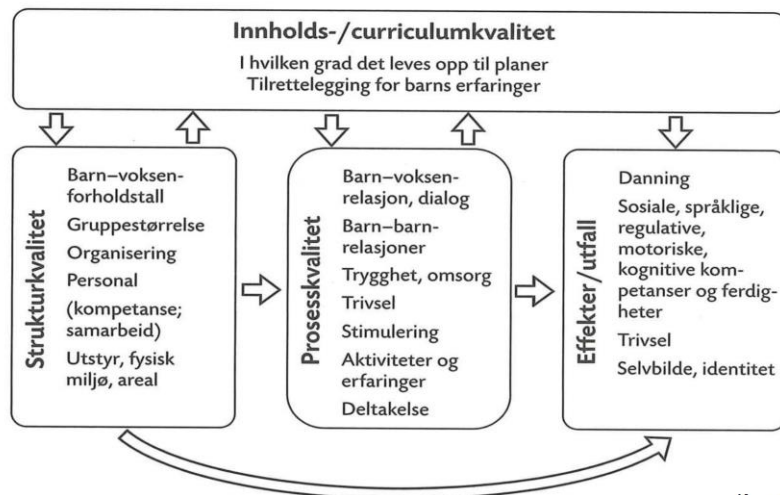 Innholds-/curriculumkvalitet
I hvilken grad det leves opp til planer
Tilrettelegging for barns erfaringer
Strukturkvalitet
Barn–voksen-
forholdstall
Gruppestørrelse
Organisering
Personal
(kompetanse;
samarbeid)
Utstyr, fysisk
miljø, areal
Prosesskvalitet
Barn–voksen-
relasjon, dialog
Barn–barn-
relasjoner
Trygghet, omsorg
Trivsel
Stimulering
Aktiviteter og
erfaringer
Deltakelse
Effekter/utfall
Danning
Sosiale, språklige,
regulative,
motoriske,
kognitive kom-
petanser og ferdig-
heter
Trivsel
Selvbilde, identitet